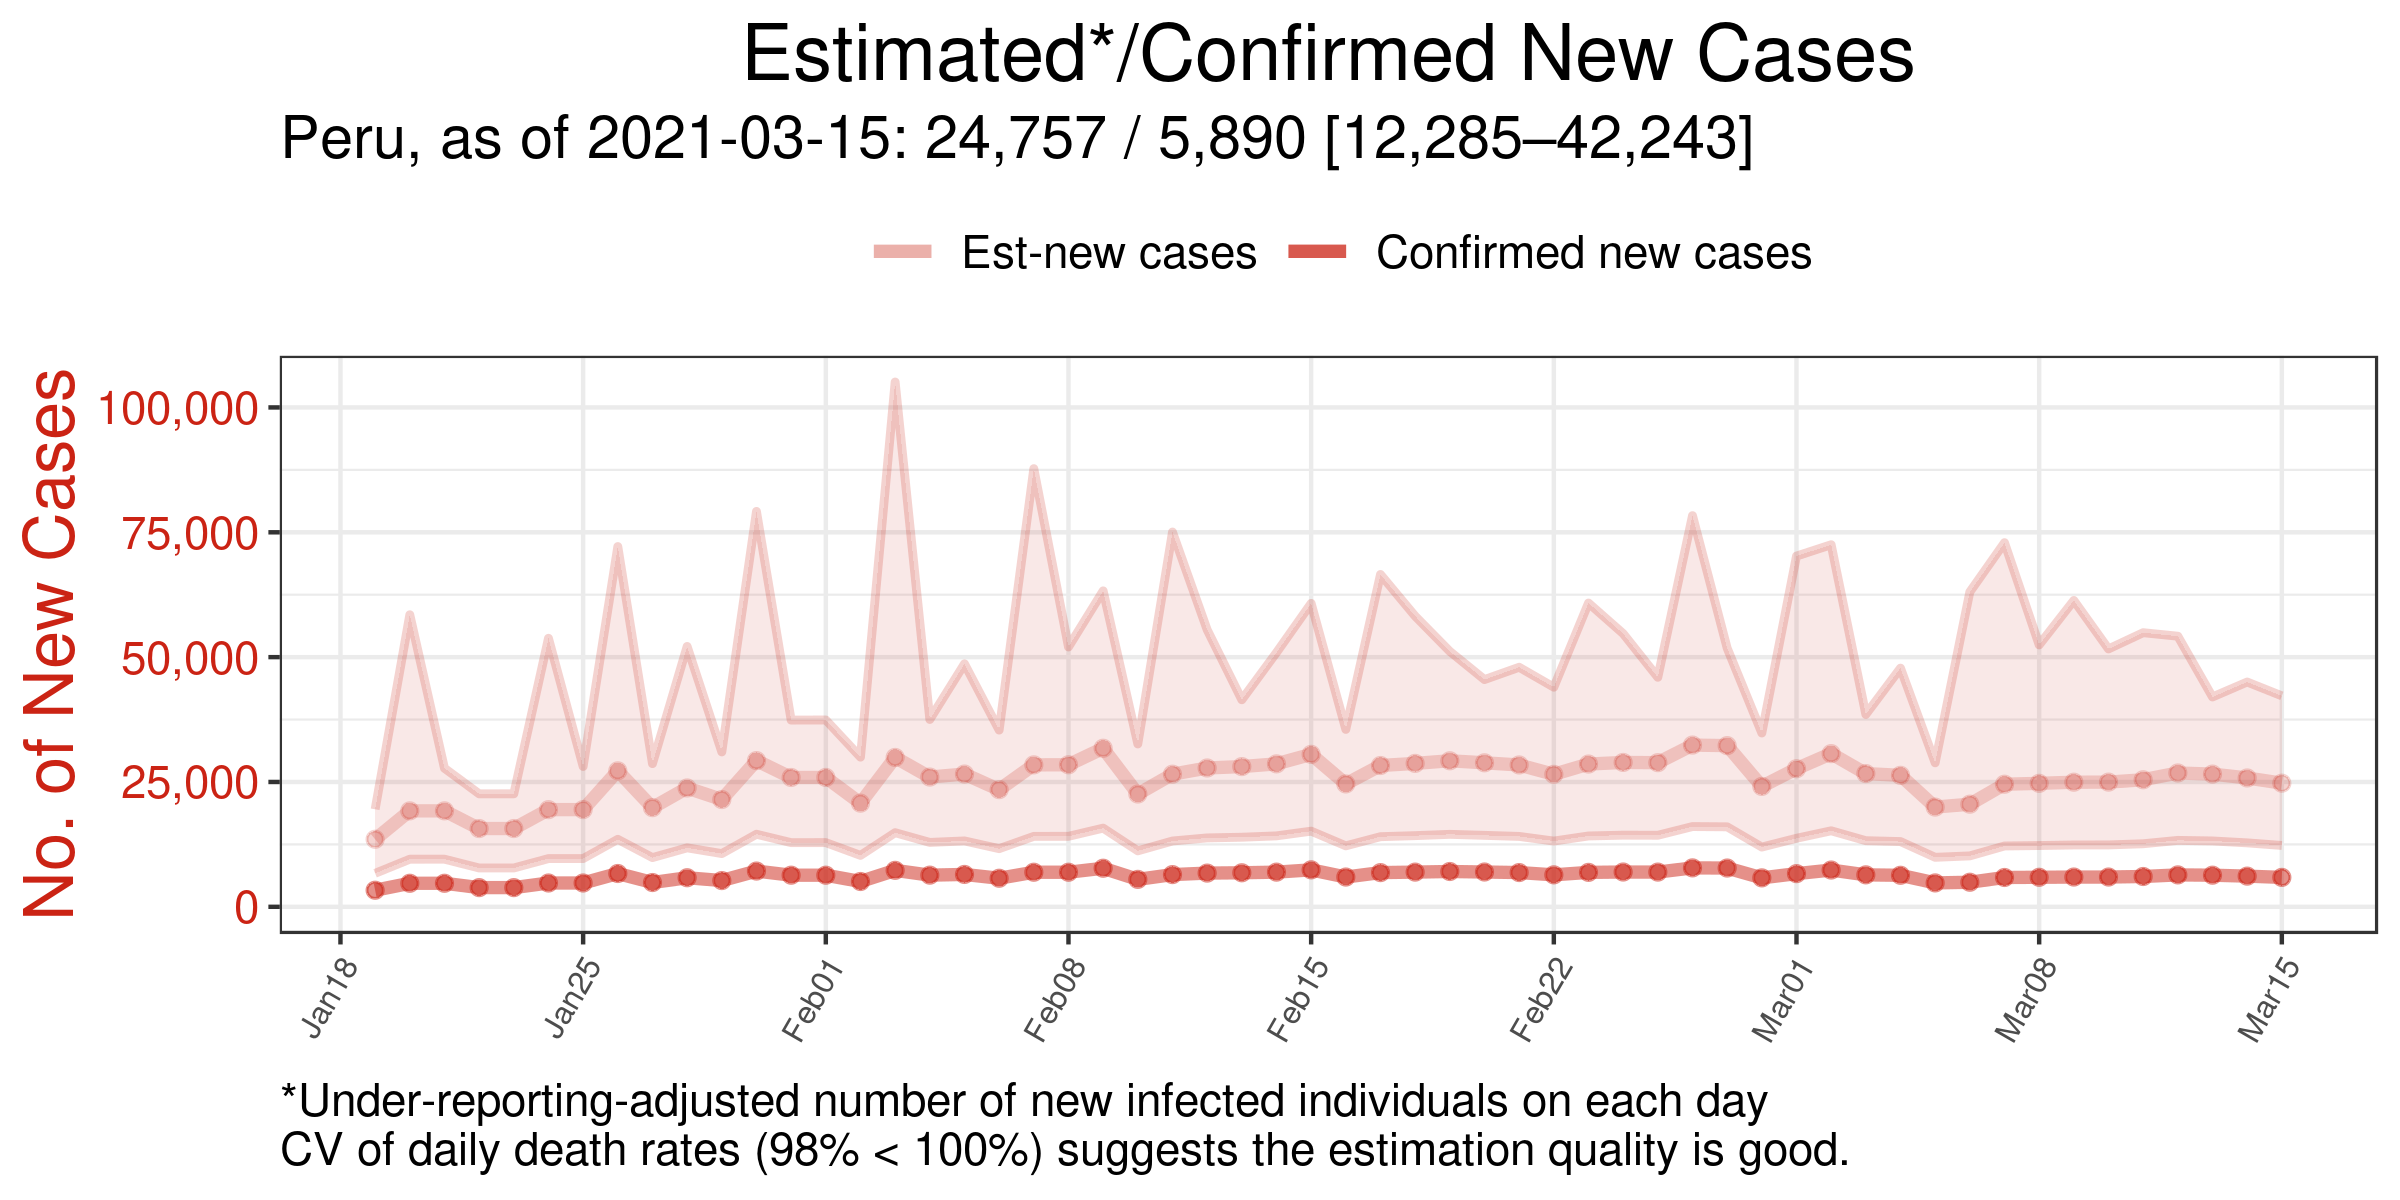 Estimated*/Confirmed New Cases
Peru, as of 2021-03-15: 24,757 / 5,890 [12,285–42,243]
Est-new cases
Confirmed new cases
No. of New Cases
100,000
75,000
50,000
25,000
0
Jan18
Jan25
Feb01
Feb08
Feb15
Feb22
Mar01
Mar08
Mar15
*Under-reporting-adjusted number of new infected individuals on each day
CV of daily death rates (98% < 100%) suggests the estimation quality is good.